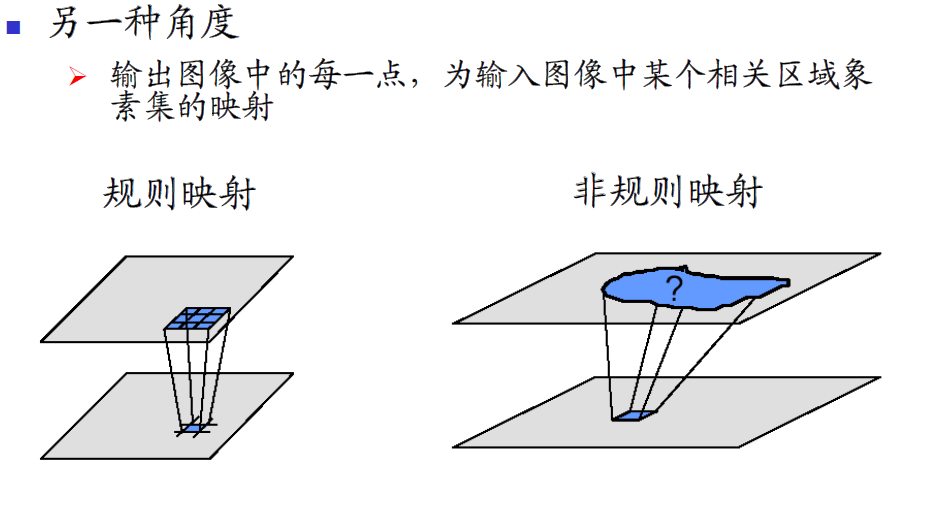 另一种角度
输出图像中的每一点，为输入图像中某个相关区域象
素集的映射
规则映射
非规则映射
?